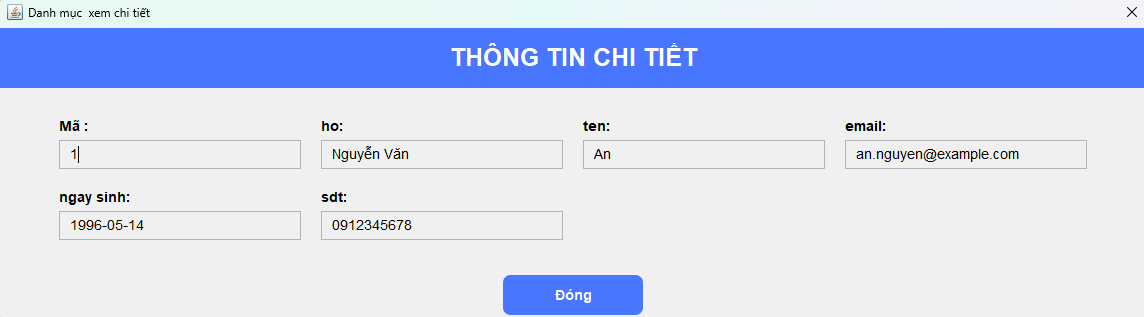 Danh mục  xem chi tiết
THÔNG TIN CHI TIẾT
Mã : ho: ten: email:
1 Nguyễn Văn An an.nguyen@example.com
ngay sinh: sdt:
1996-05-14 0912345678
Đóng